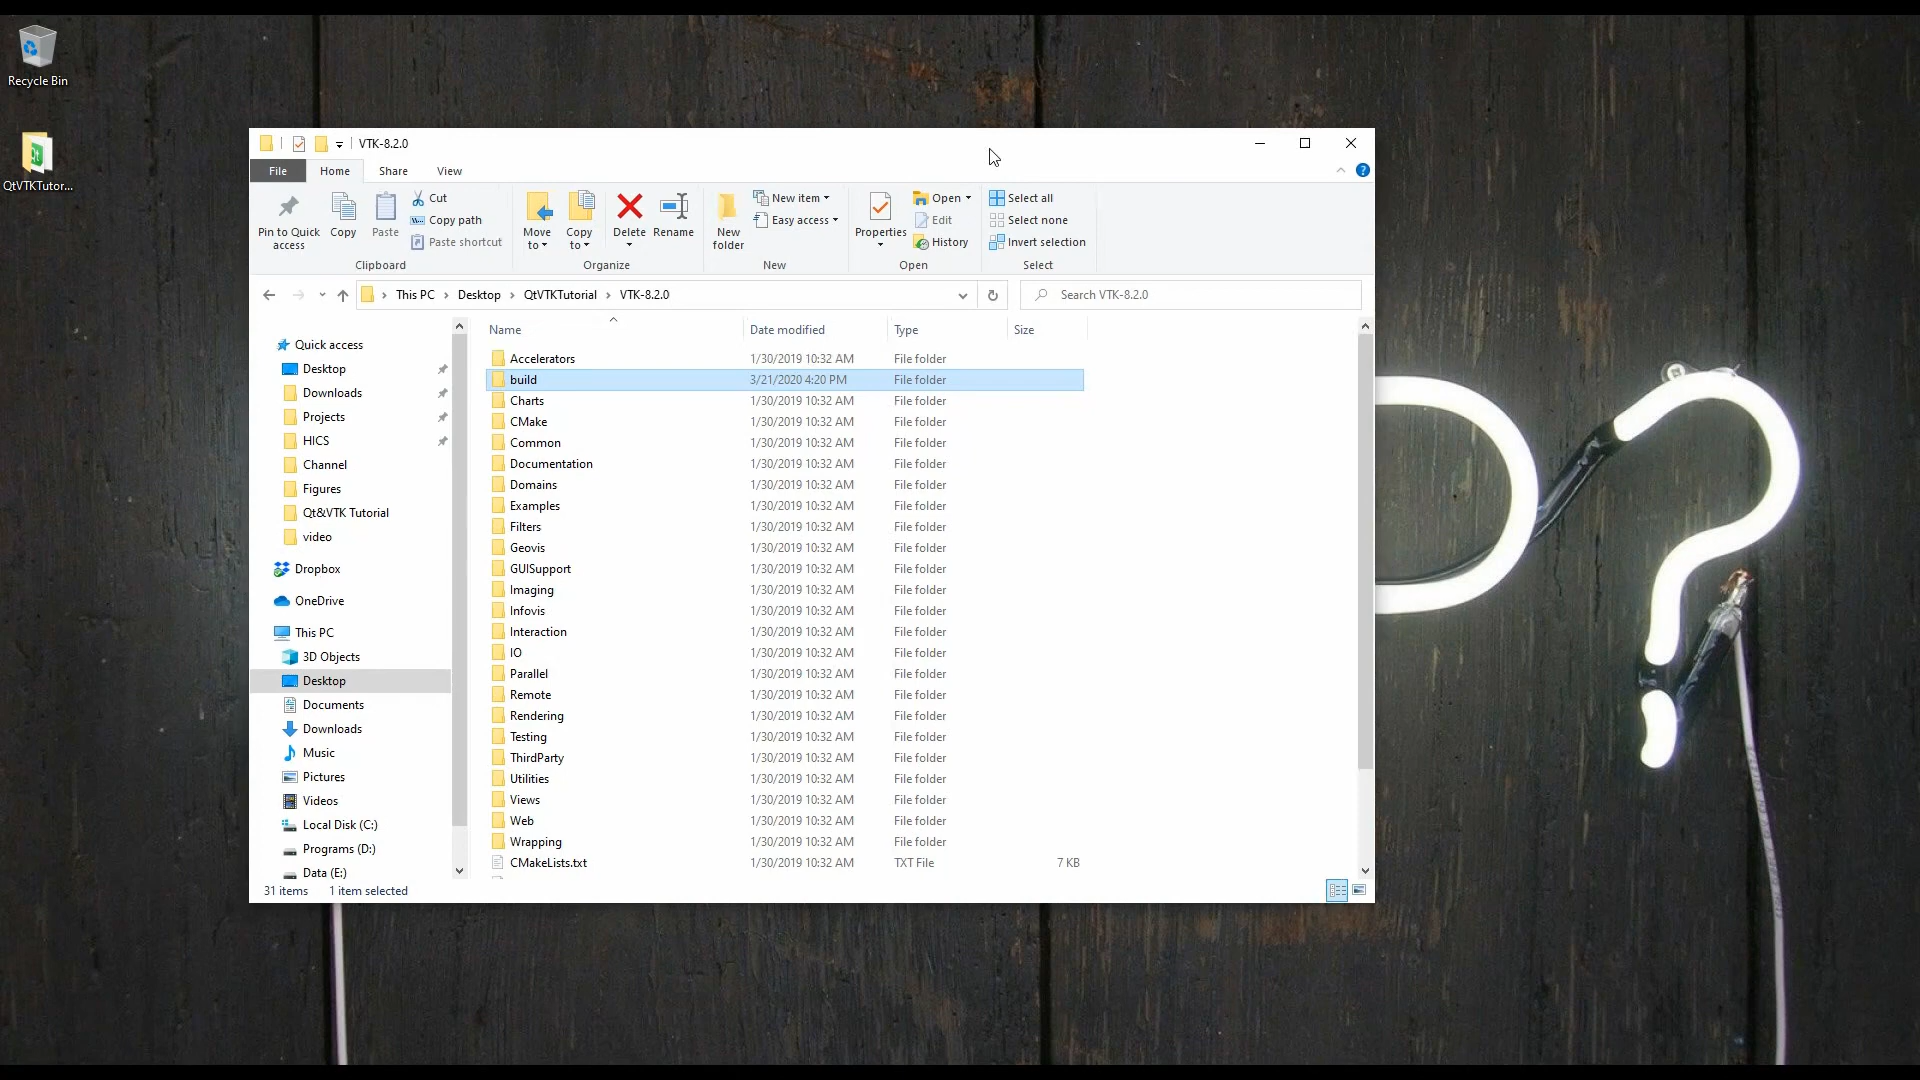 Recycle Bin
QtVTKTutor...
VTK-8.2.0
File Home Share View
Pin to Quick access
Copy
Paste
Cut
Copy path
Paste shortcut
Clipboard
Move to
Copy to
Delete
Rename
Organize
New folder
New item
Easy access
New
Properties
Open
Edit
History
Open
Select all
Select none
Invert selection
Select
This PC Desktop QtVTKTutorial VTK-8.2.0
Search VTK-8.2.0
Quick access
Desktop
Downloads
Projects
HICS
Channel
Figures
Qt&VTK Tutorial
video
Dropbox
OneDrive
This PC
3D Objects
Desktop
Documents
Downloads
Music
Pictures
Videos
Local Disk (C:)
Programs (D:)
Data (E:)
Name Date modified Type Size
Accelerators 1/30/2019 10:32 AM File folder
build 3/21/2020 4:20 PM File folder
Charts 1/30/2019 10:32 AM File folder
CMake 1/30/2019 10:32 AM File folder
Common 1/30/2019 10:32 AM File folder
Documentation 1/30/2019 10:32 AM File folder
Domains 1/30/2019 10:32 AM File folder
Examples 1/30/2019 10:32 AM File folder
Filters 1/30/2019 10:32 AM File folder
Geovis 1/30/2019 10:32 AM File folder
GUISupport 1/30/2019 10:32 AM File folder
Imaging 1/30/2019 10:32 AM File folder
Infovis 1/30/2019 10:32 AM File folder
Interaction 1/30/2019 10:32 AM File folder
IO 1/30/2019 10:32 AM File folder
Parallel 1/30/2019 10:32 AM File folder
Remote 1/30/2019 10:32 AM File folder
Rendering 1/30/2019 10:32 AM File folder
Testing 1/30/2019 10:32 AM File folder
ThirdParty 1/30/2019 10:32 AM File folder
Utilities 1/30/2019 10:32 AM File folder
Views 1/30/2019 10:32 AM File folder
Web 1/30/2019 10:32 AM File folder
Wrapping 1/30/2019 10:32 AM File folder
CMakeLists.txt 1/30/2019 10:32 AM TXT File 7 KB
31 items 1 item selected
?